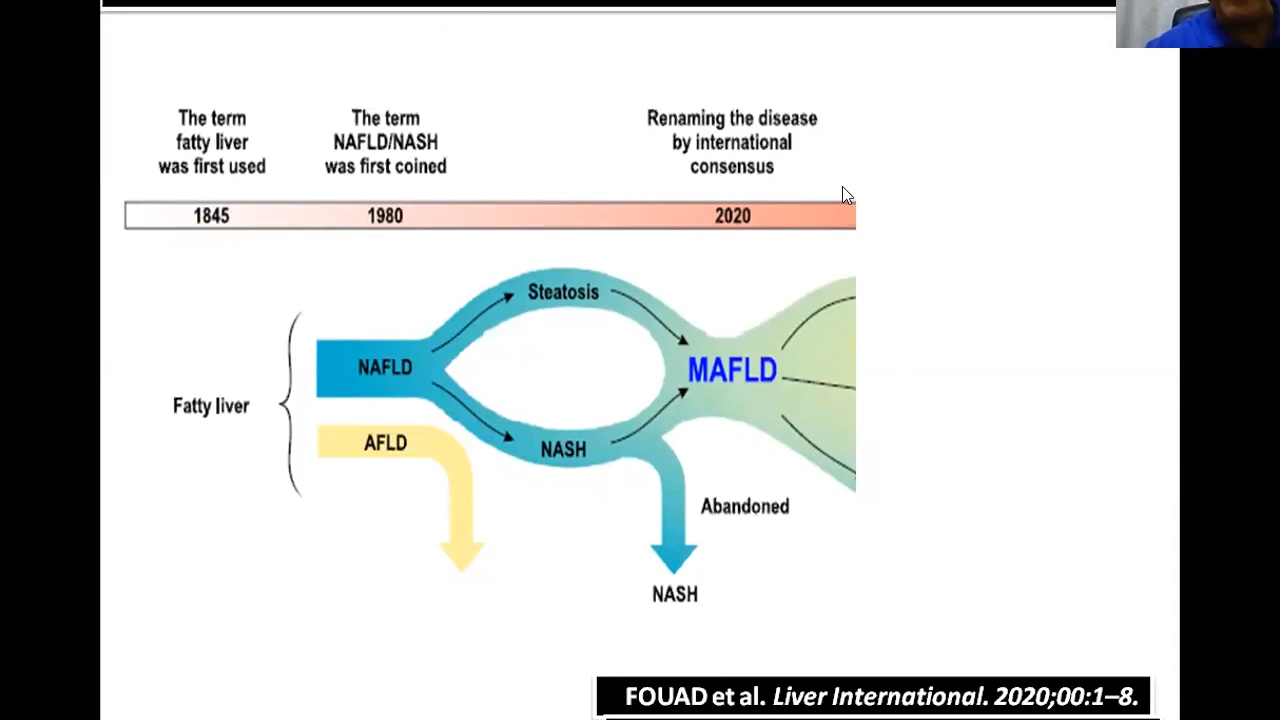 The term
fatty liver
was first used
The term
NAFLD/NASH
was first coined
Renaming the disease
by international
consensus
1845
1980
2020
Steatosis
NAFLD
MAFLD
Fatty liver
AFLD
NASH
Abandoned
NASH
FOUAD et al. Liver International. 2020;00:1–8.